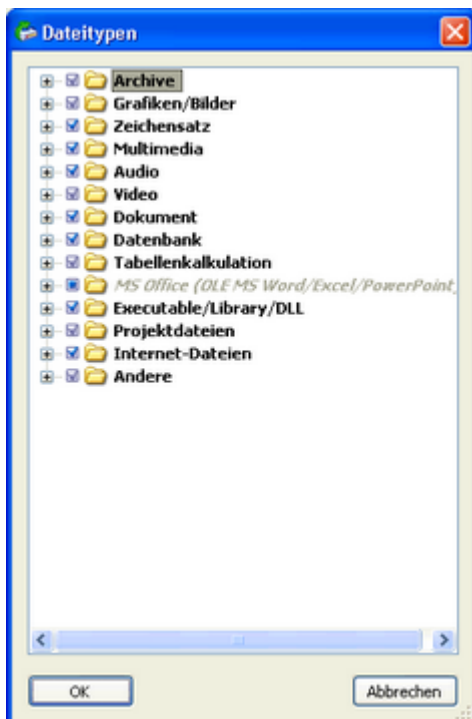 Dateitypen
Archive
Grafiken/Bilder
Zeichensatz
Multimedia
Audio
Video
Dokument
Datenbank
Tabellenkalkulation
MS Office (OLE MS Word/Excel/PowerPoint,
Executable/Library/DLL
Projektdateien
Internet-Dateien
Andere
OK
Abbrechen